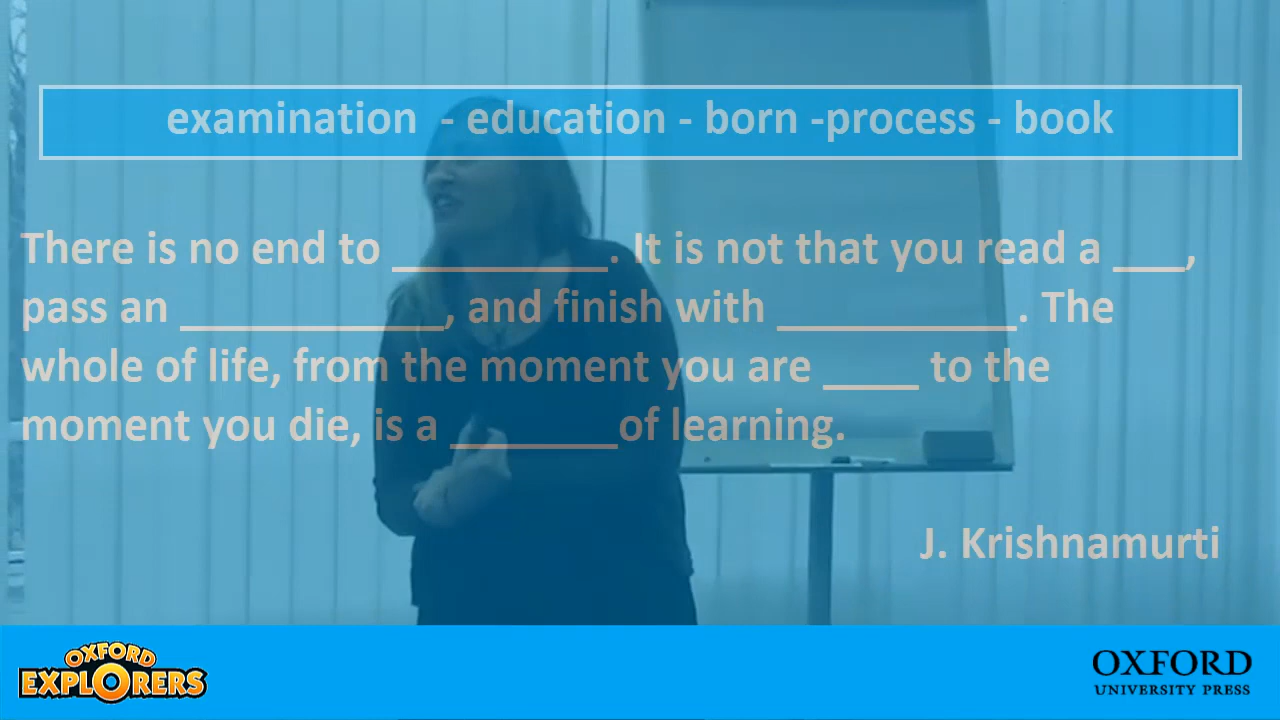 examination - education - born -process - book
There is no end to _________. It is not that you read a ___,
pass an ___________, and finish with __________. The
whole of life, from the moment you are ____ to the
moment you die, is a _______of learning.
J. Krishnamurti
OXFORD
EXPLORERS
OXFORD
UNIVERSITY PRESS